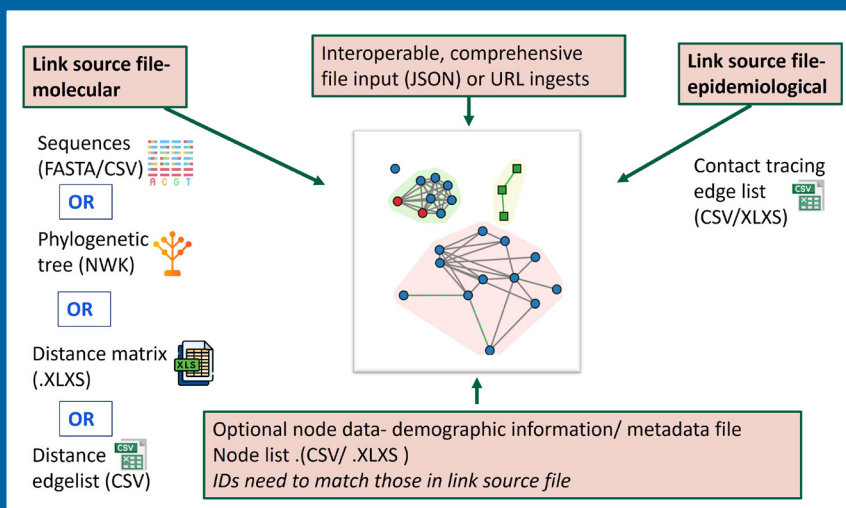 Link source file-
molecular
Interoperable, comprehensive
file input (JSON) or URL ingests
Link source file-
epidemiological
Sequences
(FASTA/CSV)
A C G T
OR
Phylogenetic
tree (NWK)
OR
Distance matrix
(.XLXS)
XLS
OR
Distance
edgelist (CSV)
CSV
Contact tracing
edge list
(CSV/XLXS)
CSV
Optional node data- demographic information/ metadata file
Node list .(CSV/ .XLXS )
IDs need to match those in link source file